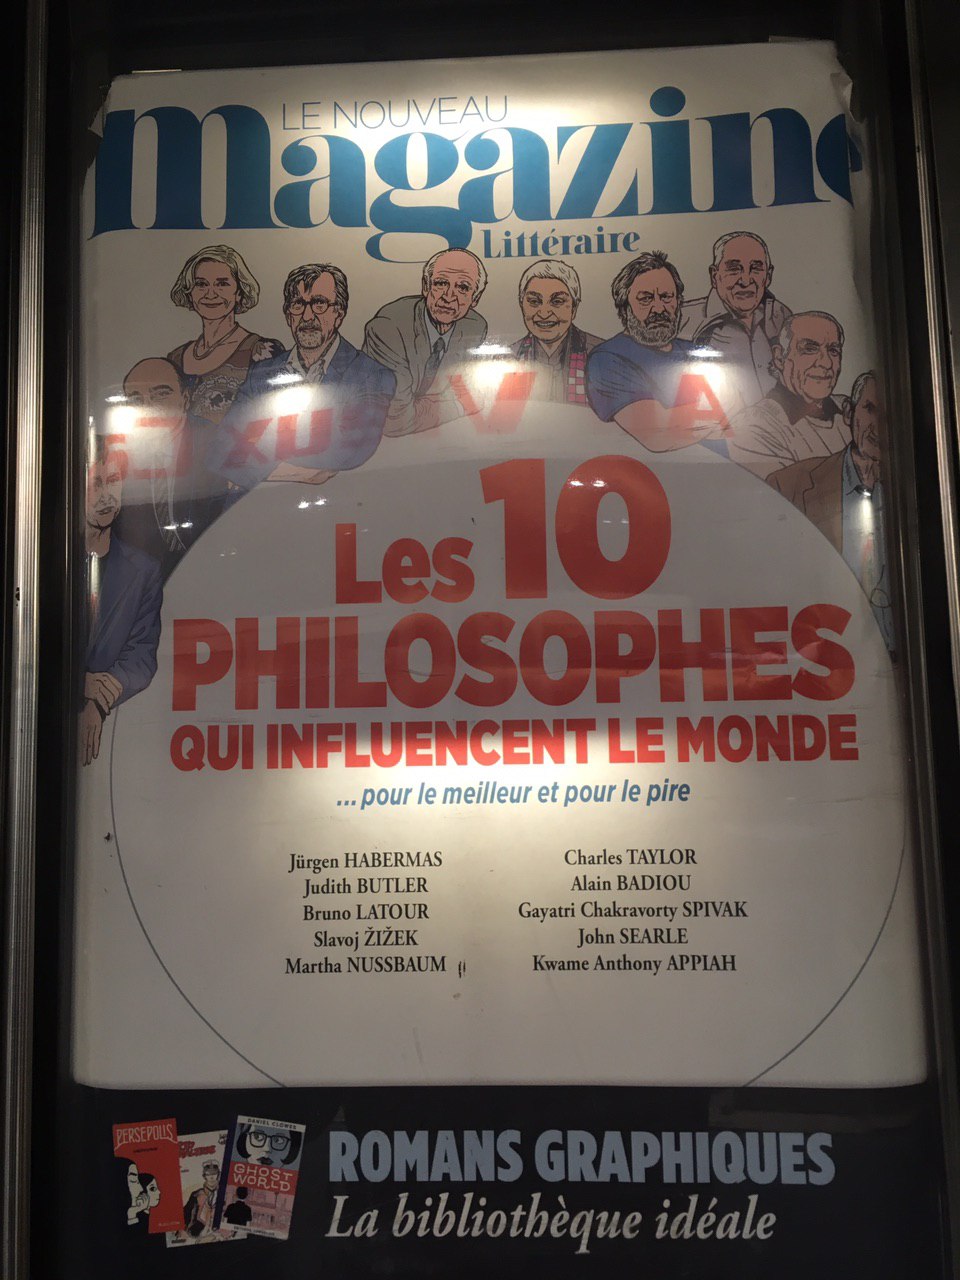 LE NOUVEAU
magazine
Littéraire
Les 10
PHILOSOPHES
QUI INFLUENCENT LE MONDE
...pour le meilleur et pour le pire
Jürgen HABERMAS
Judith BUTLER
Bruno LATOUR
Slavoj ŽIŽEK
Martha NUSSBAUM
Charles TAYLOR
Alain BADIOU
Gayatri Chakravorty SPIVAK
John SEARLE
Kwame Anthony APPIAH
PERSEPOLIS
DANIEL CLOWES
GHOST
WORLD
ROMANS GRAPHIQUES
La bibliothèque idéale